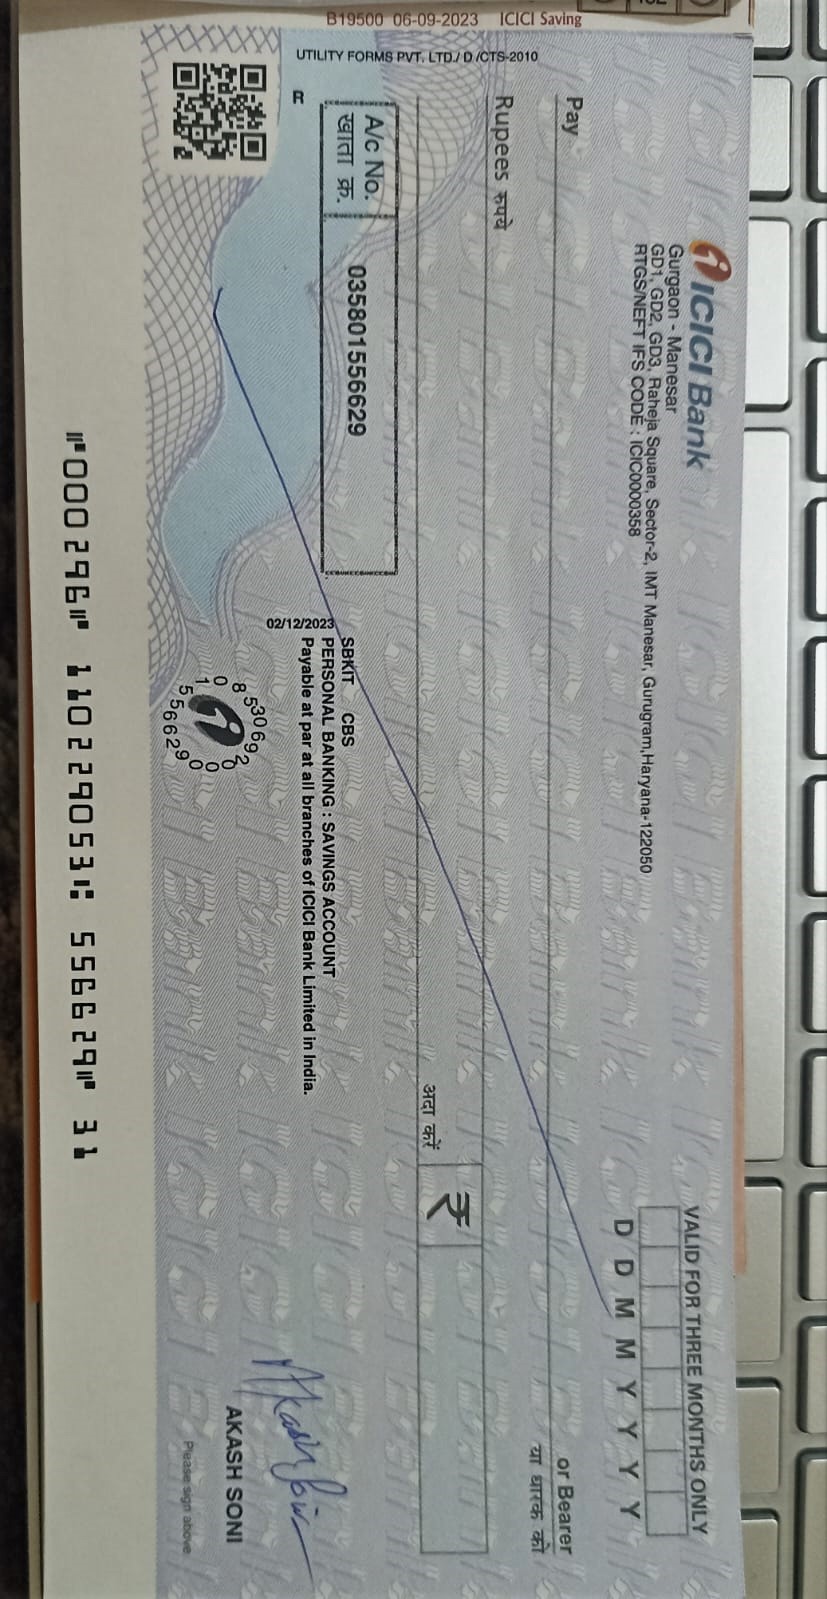 B19500 06-09-2023 ICICI Saving
ICICI Bank
Gurgaon - Manesar
GD1, GD2, GD3, Raheja Square, Sector-2, IMT Manesar, Gurugram,Haryana-122050
RTGS/NEFT IFS CODE : ICIC0000358
VALID FOR THREE MONTHS ONLY
D D M M Y Y Y Y
Pay
or Bearer
या धारक को
Rupees रुपये
अदा करें
₹
A/c No.
खाता क्र.
035801556629
UTILITY FORMS PVT. LTD./ D /CTS-2010
R
SBKIT CBS
PERSONAL BANKING : SAVINGS ACCOUNT
Payable at par at all branches of ICICI Bank Limited in India.
02/12/2023
AKASH SONI
Please sign above
⑈000296⑈ 110229053⑆ 556629⑈ 31